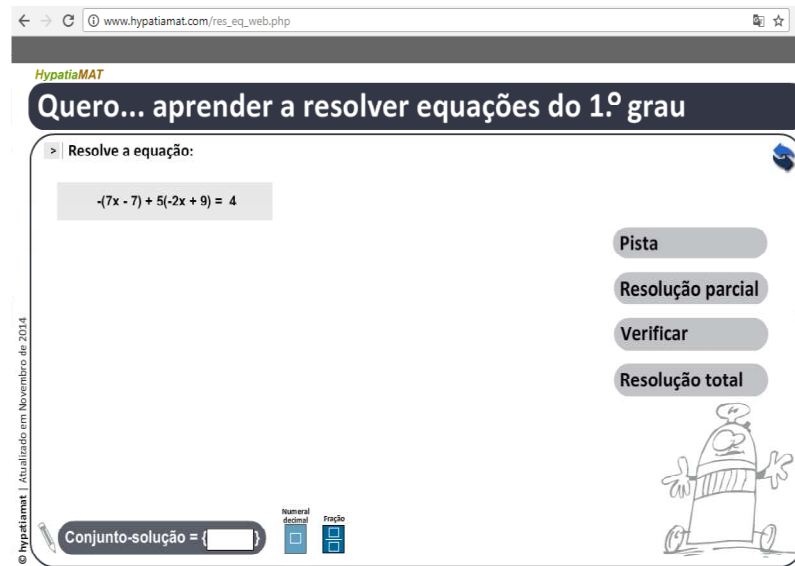 www.hypatiamat.com/res_eq_web.php
HypatiaMAT
Quero... aprender a resolver equações do 1.º grau
> Resolve a equação:
-(7x - 7) + 5(-2x + 9) = 4
Pista
Resolução parcial
Verificar
Resolução total
© hypatiamat | Atualizado em Novembro de 2014
Conjunto-solução = { }
Numeral
decimal
Fração